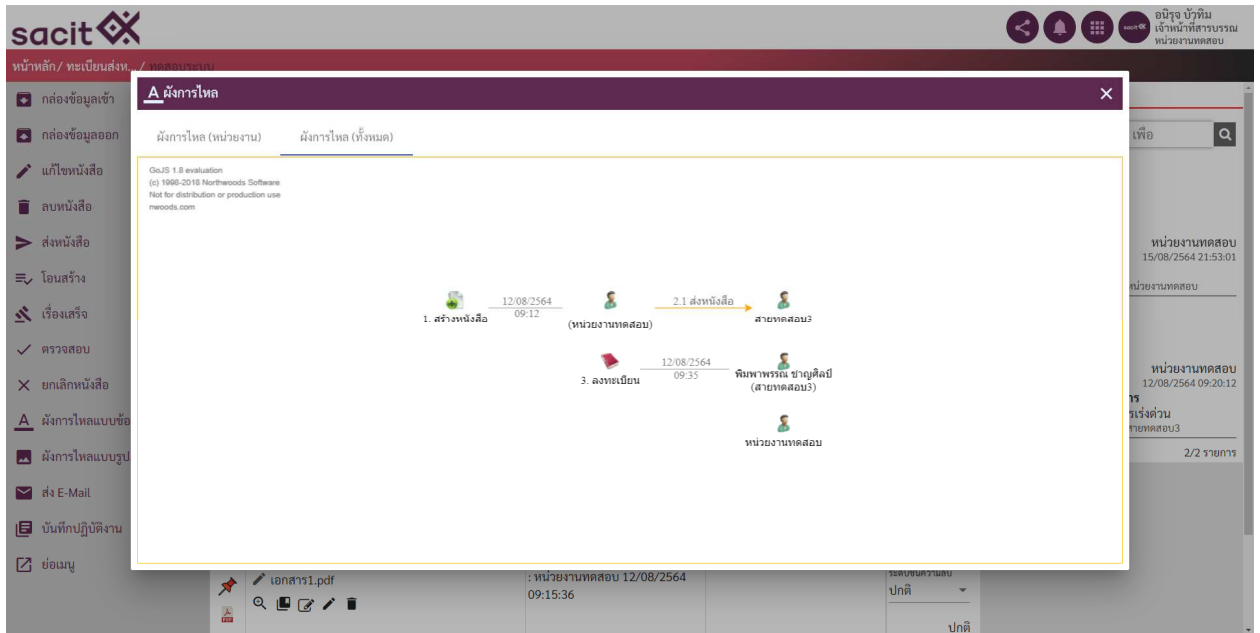 sacit
อนิรุจ บัวทิม
เจ้าหน้าที่สารบรรณ
หน่วยงานทดสอบ
หน้าหลัก/ ทะเบียนส่งห... / ทดสอบระบบ
กล่องข้อมูลเข้า
กล่องข้อมูลออก
แก้ไขหนังสือ
ลบหนังสือ
ส่งหนังสือ
โอนสร้าง
เรื่องเสร็จ
ตรวจสอบ
ยกเลิกหนังสือ
A ผังการไหลแบบข้อ
ผังการไหลแบบรูป
ส่ง E-Mail
บันทึกปฏิบัติงาน
ย่อเมนู
A ผังการไหล
ผังการไหล (หน่วยงาน) ผังการไหล (ทั้งหมด)
GoJS 1.8 evaluation
(c) 1998-2018 Northwoods Software
Not for distribution or production use
nwoods.com
12/08/2564 2.1 ส่งหนังสือ
1. สร้างหนังสือ 09:12 (หน่วยงานทดสอบ) สายทดสอบ3
12/08/2564
3. ลงทะเบียน 09:35 พิมพาพรรณ ชาญศิลป์
(สายทดสอบ3)
หน่วยงานทดสอบ
เพื่อ
หน่วยงานทดสอบ
15/08/2564 21:53:01
หน่วยงานทดสอบ
หน่วยงานทดสอบ
12/08/2564 09:20:12
าร
รเร่งด่วน
สายทดสอบ3
2/2 รายการ
เอกสาร1.pdf
: หน่วยงานทดสอบ 12/08/2564
09:15:36
ระดับชั้นความลับ
ปกติ
ปกติ